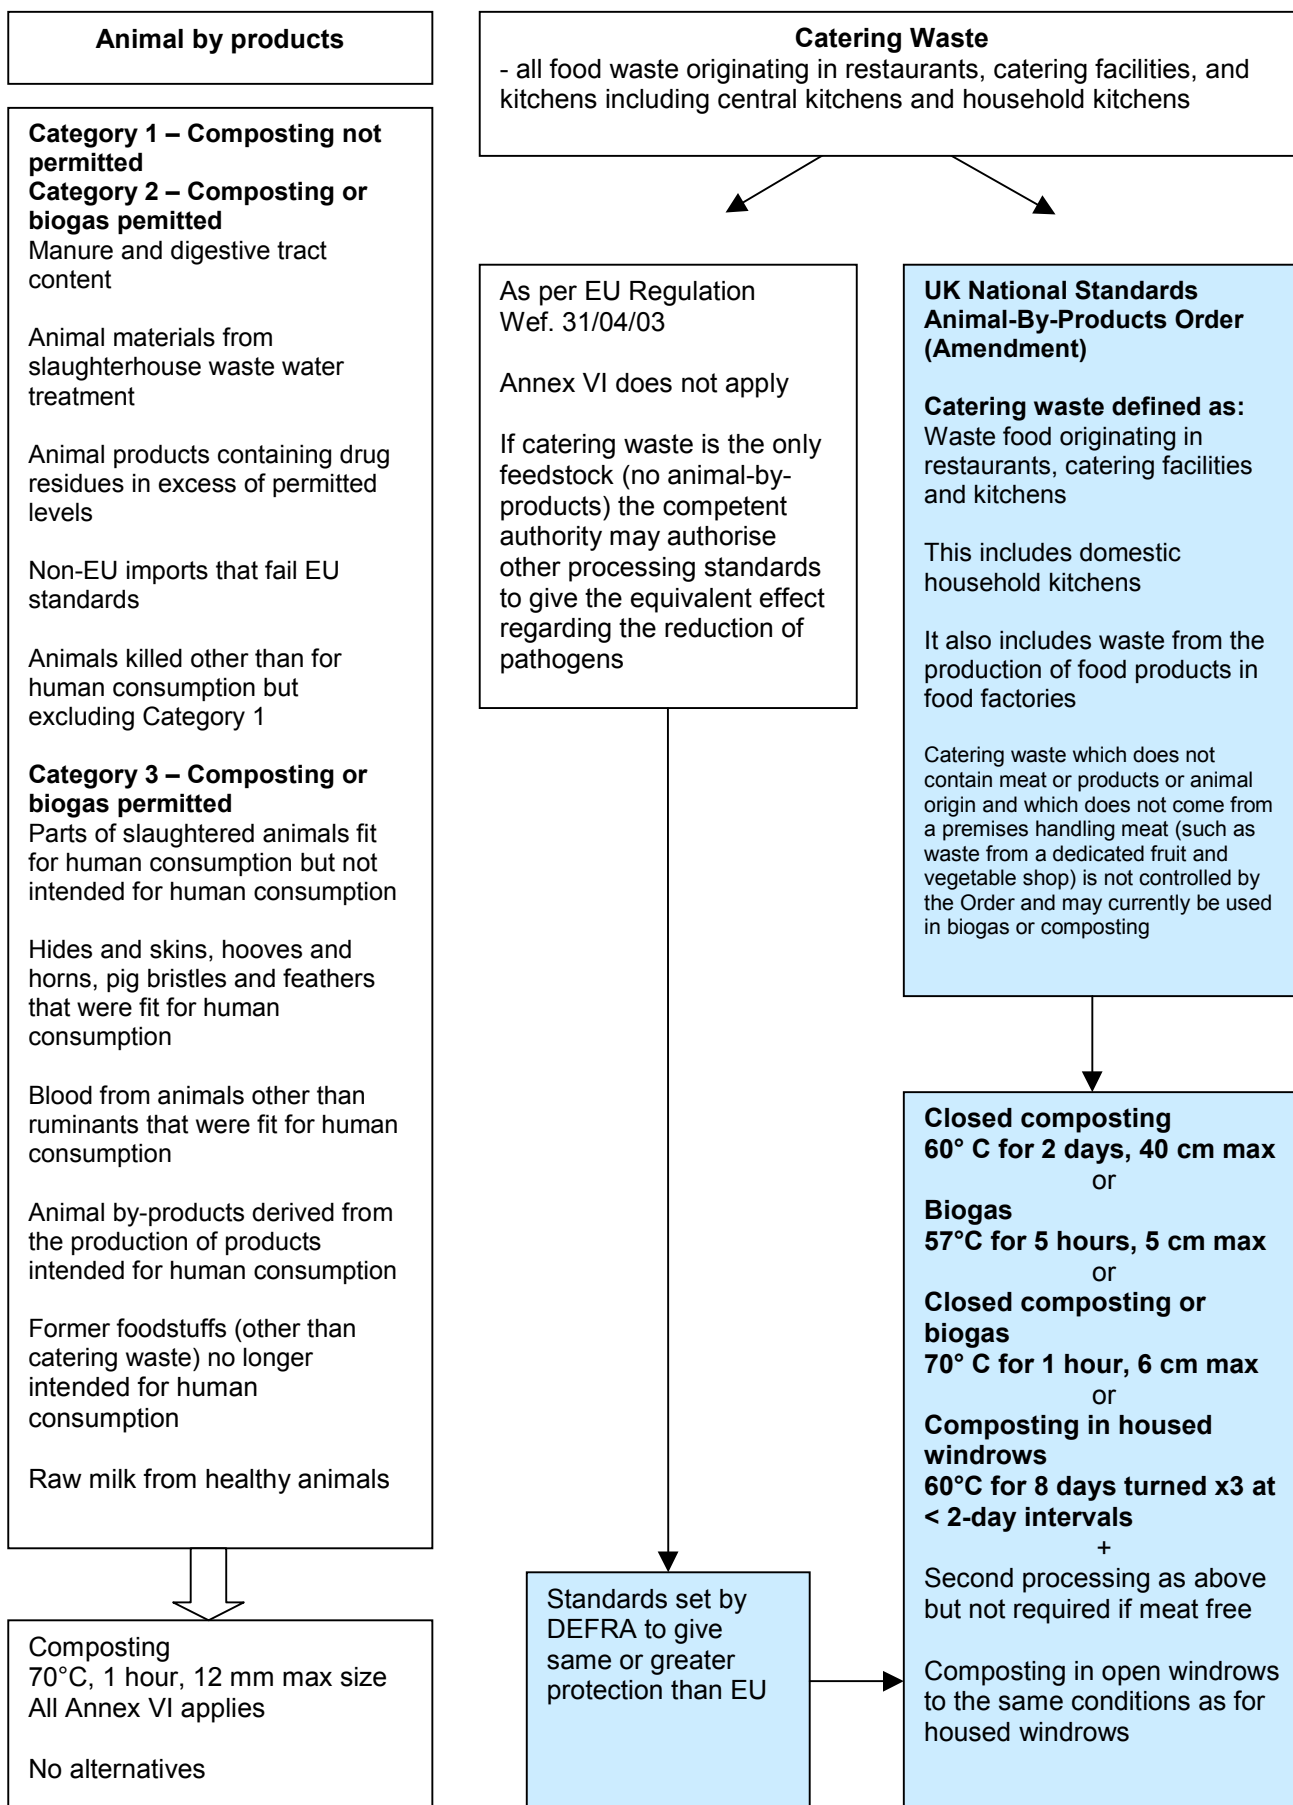 Animal by products
Category 1 – Composting not
permitted
Category 2 – Composting or
biogas pemitted
Manure and digestive tract
content
Animal materials from
slaughterhouse waste water
treatment
Animal products containing drug
residues in excess of permitted
levels
Non-EU imports that fail EU
standards
Animals killed other than for
human consumption but
excluding Category 1
Category 3 – Composting or
biogas permitted
Parts of slaughtered animals fit
for human consumption but not
intended for human consumption
Hides and skins, hooves and
horns, pig bristles and feathers
that were fit for human
consumption
Blood from animals other than
ruminants that were fit for human
consumption
Animal by-products derived from
the production of products
intended for human consumption
Former foodstuffs (other than
catering waste) no longer
intended for human
consumption
Raw milk from healthy animals
Composting
70°C, 1 hour, 12 mm max size
All Annex VI applies
No alternatives
Catering Waste
- all food waste originating in restaurants, catering facilities, and
kitchens including central kitchens and household kitchens
As per EU Regulation
Wef. 31/04/03
Annex VI does not apply
If catering waste is the only
feedstock (no animal-by-
products) the competent
authority may authorise
other processing standards
to give the equivalent effect
regarding the reduction of
pathogens
Standards set by
DEFRA to give
same or greater
protection than EU
UK National Standards
Animal-By-Products Order
(Amendment)
Catering waste defined as:
Waste food originating in
restaurants, catering facilities
and kitchens
This includes domestic
household kitchens
It also includes waste from the
production of food products in
food factories
Catering waste which does not
contain meat or products or animal
origin and which does not come from
a premises handling meat (such as
waste from a dedicated fruit and
vegetable shop) is not controlled by
the Order and may currently be used
in biogas or composting
Closed composting
60° C for 2 days, 40 cm max
or
Biogas
57°C for 5 hours, 5 cm max
or
Closed composting or
biogas
70° C for 1 hour, 6 cm max
or
Composting in housed
windrows
60°C for 8 days turned x3 at
< 2-day intervals
+
Second processing as above
but not required if meat free
Composting in open windrows
to the same conditions as for
housed windrows